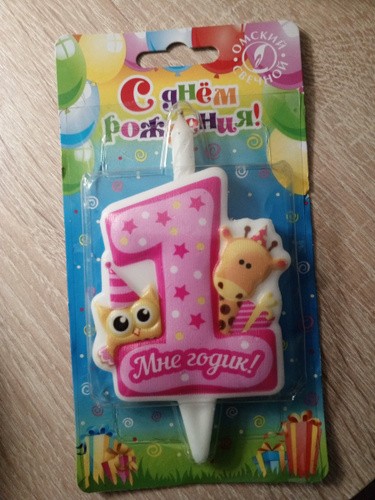 ОМСКИЙ
СВЕЧНОЙ
С днём
рождения!
1
Мне годик!